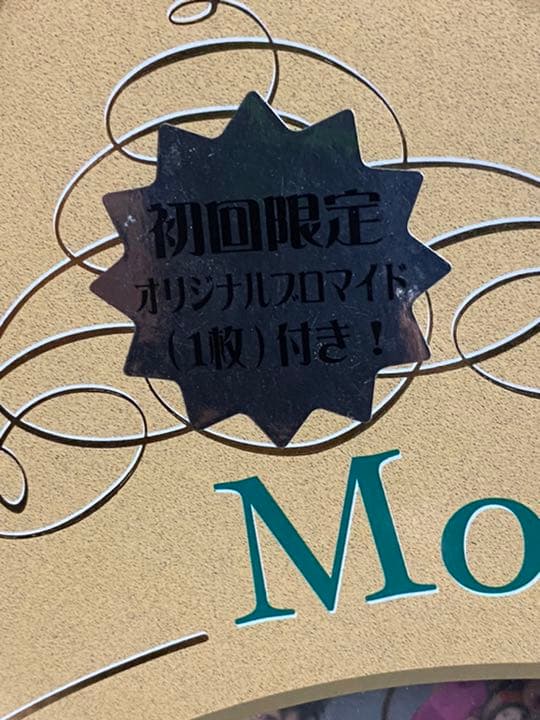 初回限定
オリジナルブロマイド
(1枚)付き!
Mo